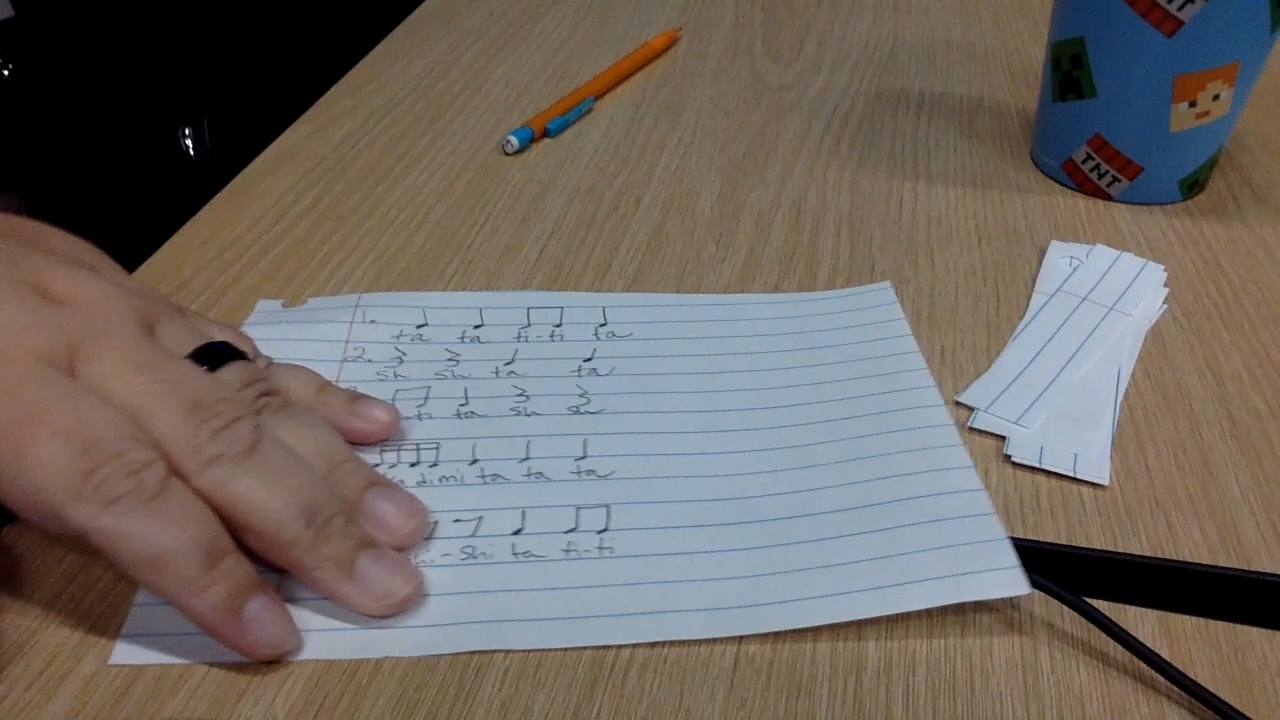 1. ta ta ti-ti ta
2. sh sh ta ta
ta sh sh
dimi ta ta ta
-shi ta ti-ti
TNT